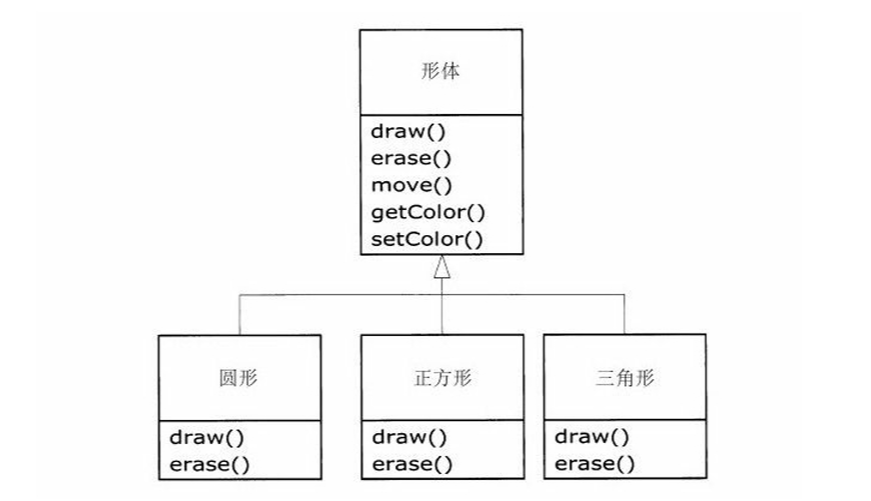 形体
draw()
erase()
move()
getColor()
setColor()
圆形
draw()
erase()
正方形
draw()
erase()
三角形
draw()
erase()